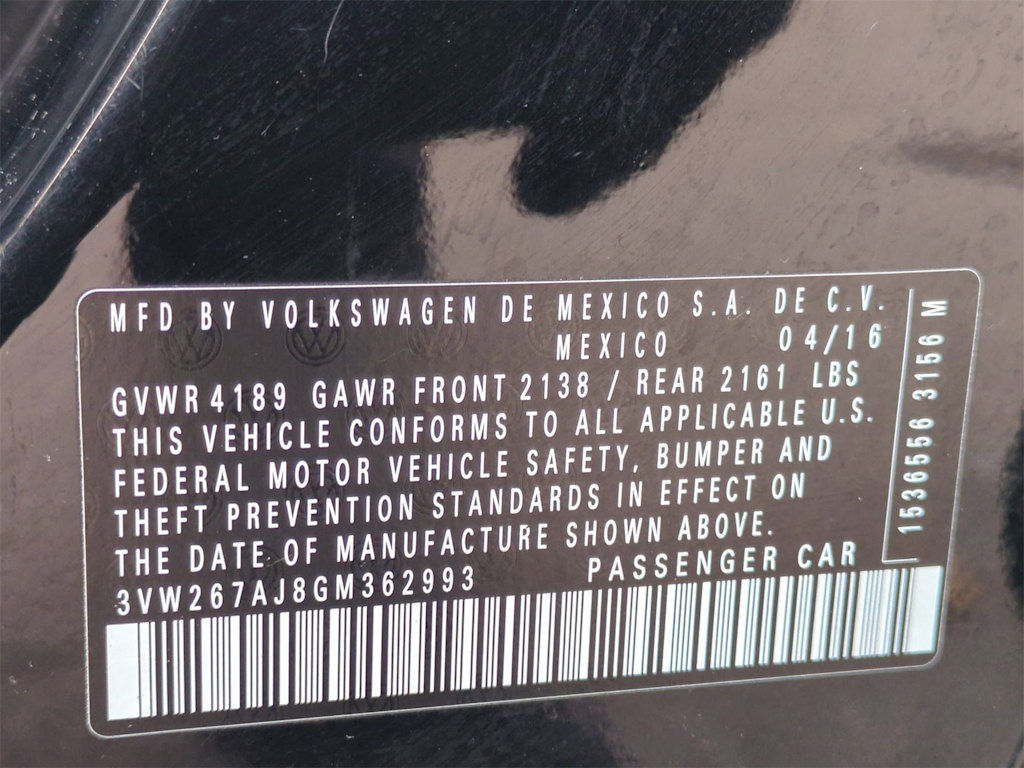 MFD BY VOLKSWAGEN DE MEXICO S.A. DE C.V.
MEXICO 04/16
GVWR 4189 GAWR FRONT 2138 / REAR 2161 LBS
THIS VEHICLE CONFORMS TO ALL APPLICABLE U.S.
FEDERAL MOTOR VEHICLE SAFETY, BUMPER AND
THEFT PREVENTION STANDARDS IN EFFECT ON
THE DATE OF MANUFACTURE SHOWN ABOVE.
3VW267AJ8GM362993 PASSENGER CAR
1536556 3156 M